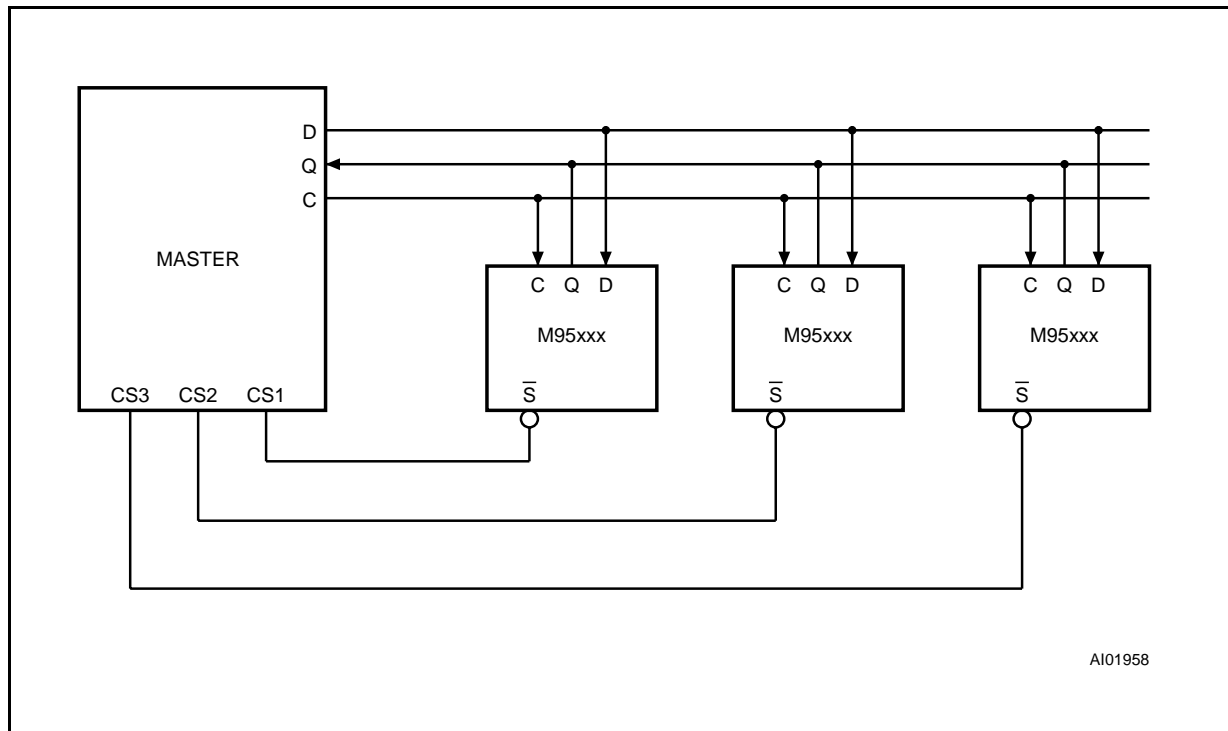 D
Q
C
MASTER
CS3 CS2 CS1
C Q D
M95xxx
S̅
C Q D
M95xxx
S̅
C Q D
M95xxx
S̅
AI01958